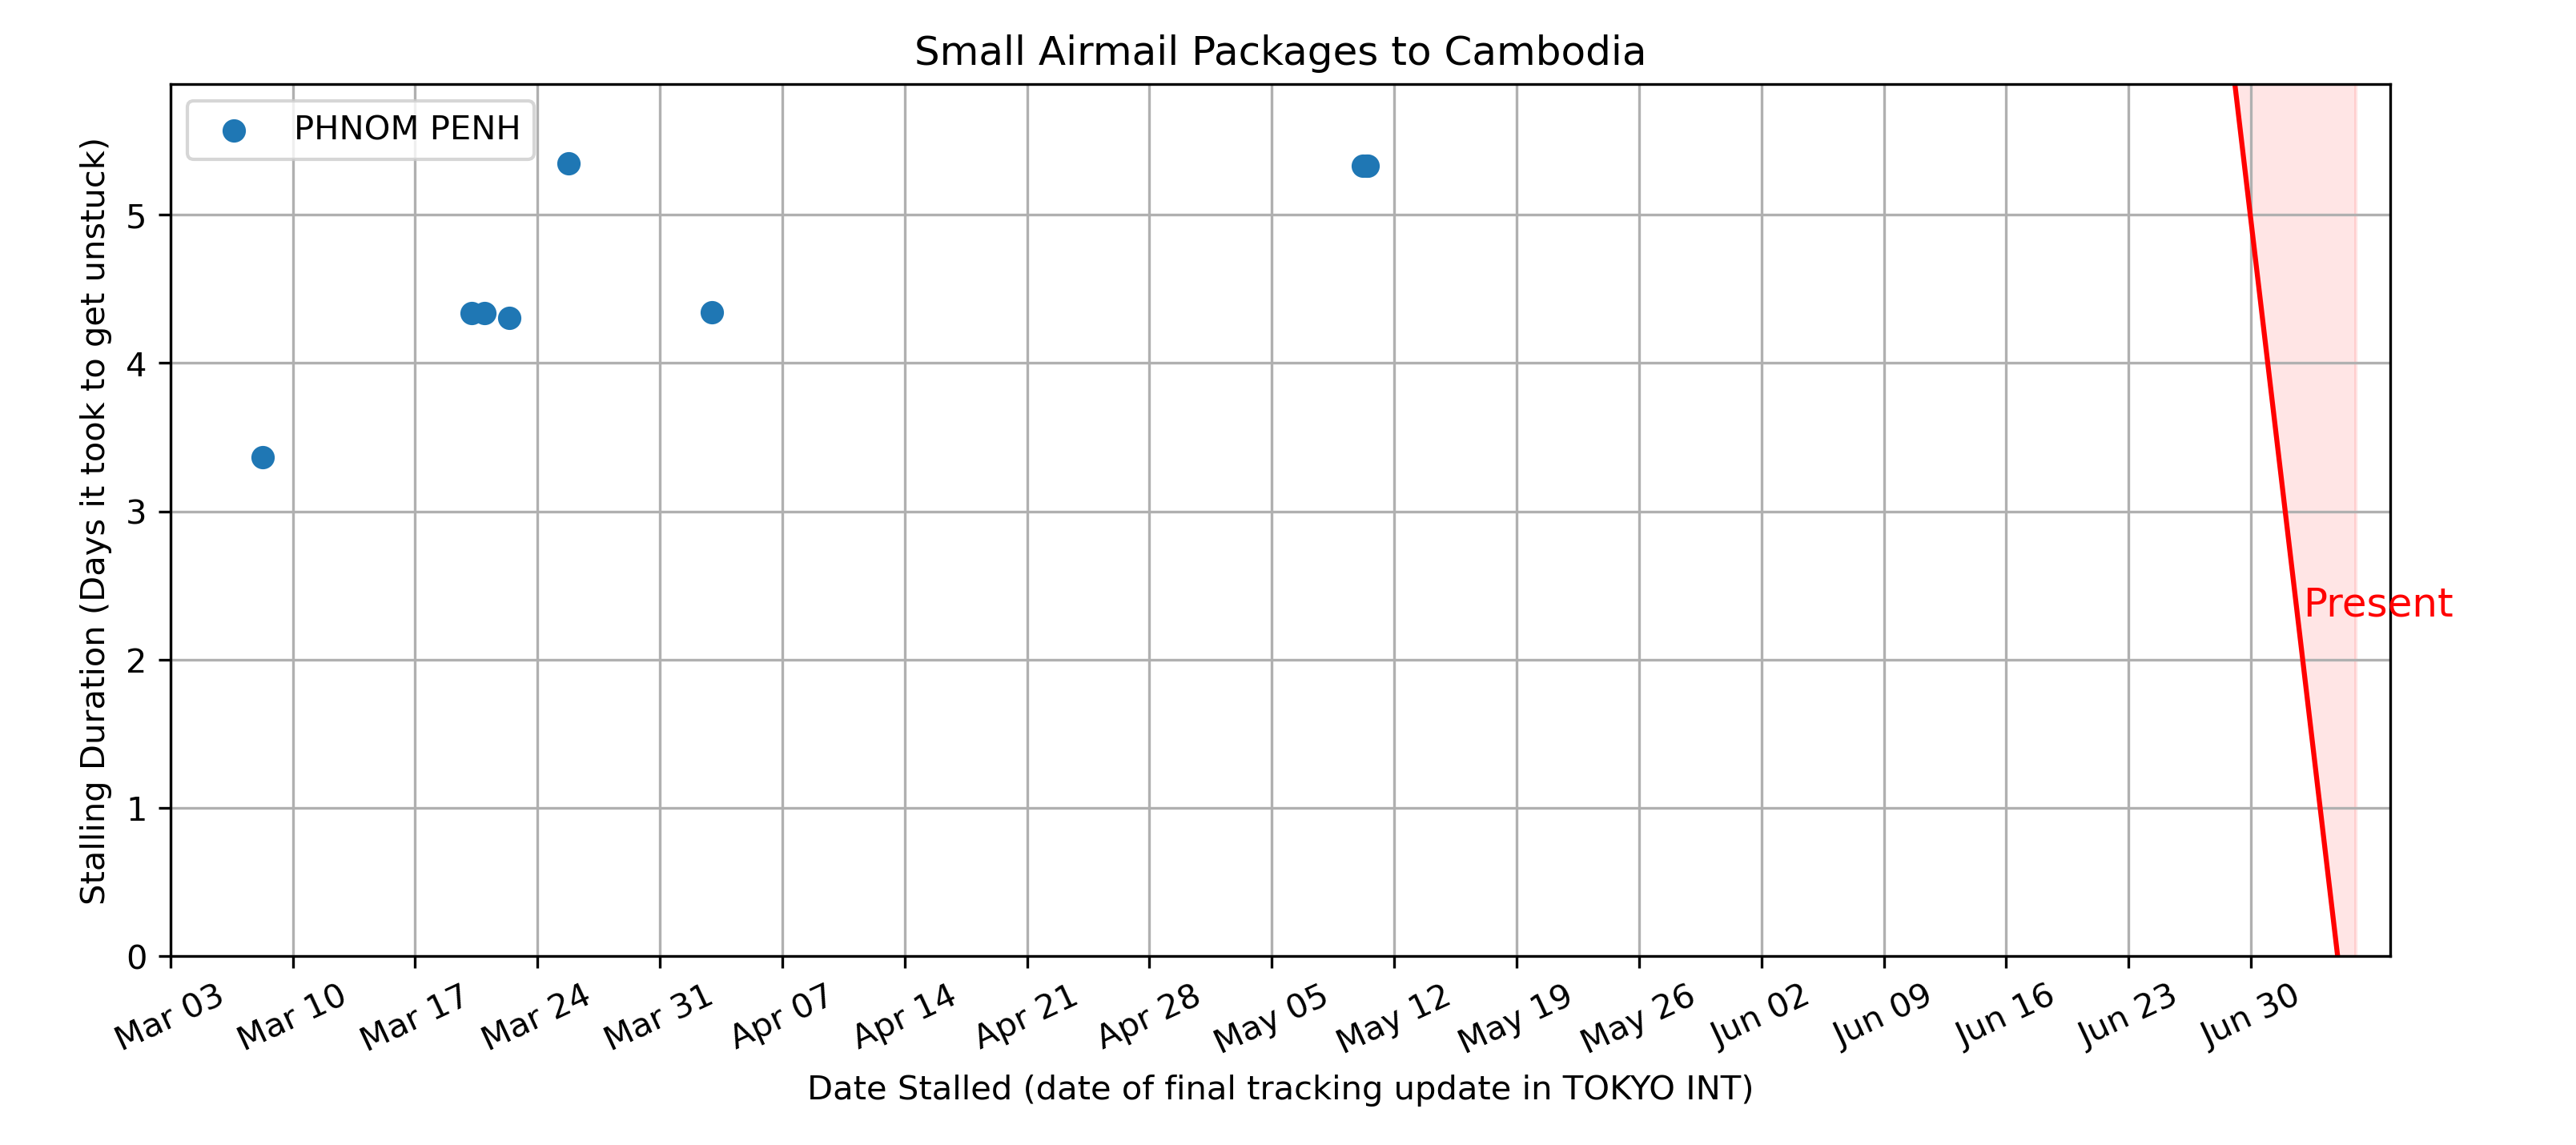 Small Airmail Packages to Cambodia
PHNOM PENH
Stalling Duration (Days it took to get unstuck)
5
4
3
2
1
0
Present
Mar 03
Mar 10
Mar 17
Mar 24
Mar 31
Apr 07
Apr 14
Apr 21
Apr 28
May 05
May 12
May 19
May 26
Jun 02
Jun 09
Jun 16
Jun 23
Jun 30
Date Stalled (date of final tracking update in TOKYO INT)